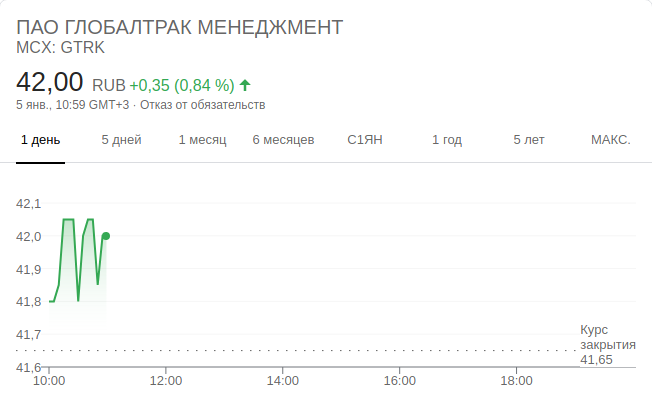 ПАО ГЛОБАЛТРАК МЕНЕДЖМЕНТ
MCX: GTRK
42,00 RUB +0,35 (0,84 %)
5 янв., 10:59 GMT+3 · Отказ от обязательств
1 день 5 дней 1 месяц 6 месяцев С1ЯН 1 год 5 лет МАКС.
42,1
42,0
41,9
41,8
41,7
41,6
Курс
закрытия
41,65
10:00 12:00 14:00 16:00 18:00